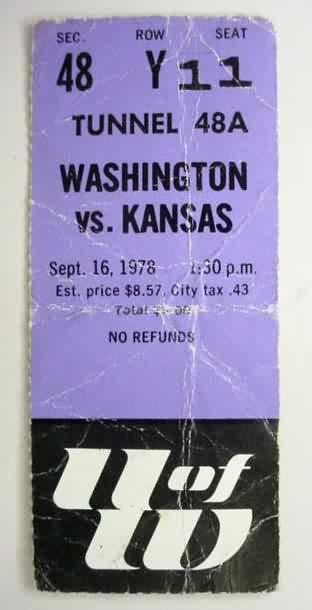 SEC. ROW SEAT
48 Y 11
TUNNEL 48A
WASHINGTON
vs. KANSAS
Sept. 16, 1978 1:30 p.m.
Est. price $8.57, City tax .43
Total
NO REFUNDS
U of
W